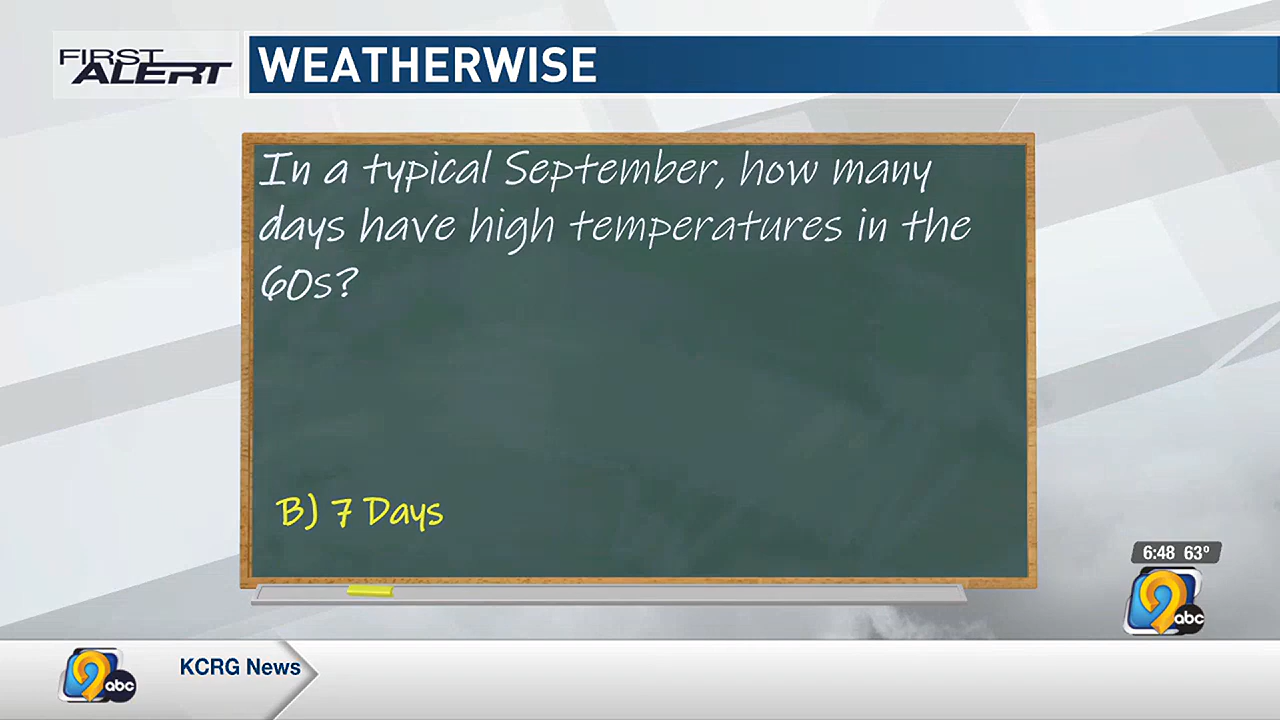 FIRST
ALERT
WEATHERWISE
In a typical September, how many
days have high temperatures in the
60s?
B) 7 Days
6:48 63°
9
abc
9
abc
KCRG News